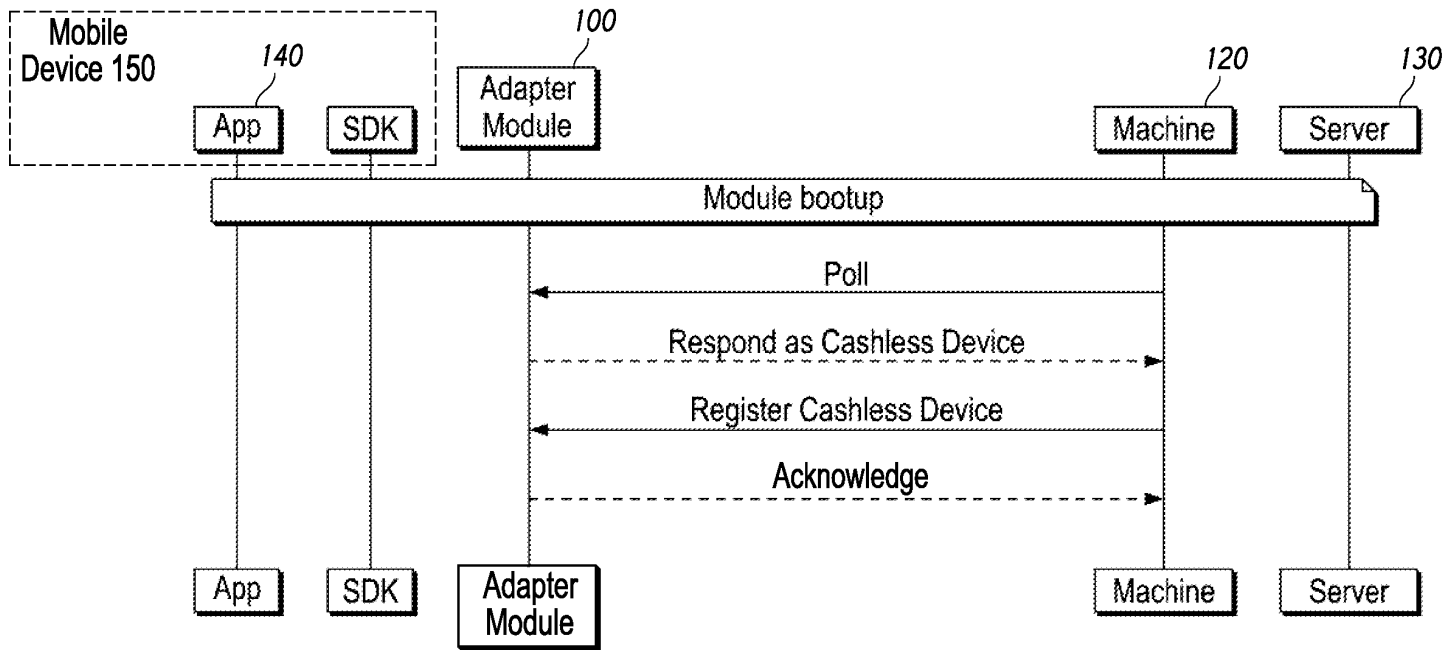 Mobile
Device 150
140
100
120
130
App
SDK
Adapter
Module
Machine
Server
Module bootup
Poll
Respond as Cashless Device
Register Cashless Device
Acknowledge
App
SDK
Adapter
Module
Machine
Server